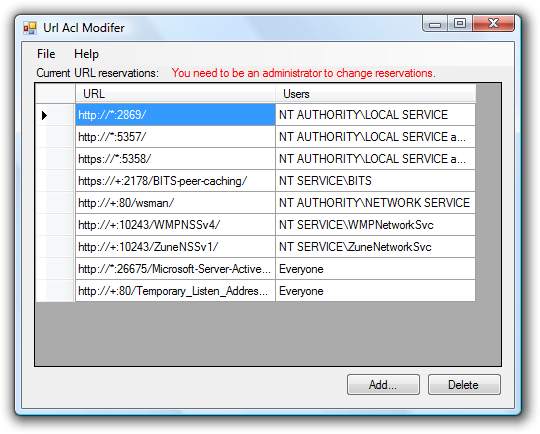 Url Acl Modifer
File Help
Current URL reservations: You need to be an administrator to change reservations.
URL Users
http://*:2869/ NT AUTHORITY\LOCAL SERVICE
http://*:5357/ NT AUTHORITY\LOCAL SERVICE a...
https://*:5358/ NT AUTHORITY\LOCAL SERVICE a...
https://+:2178/BITS-peer-caching/ NT SERVICE\BITS
http://+:80/wsman/ NT AUTHORITY\NETWORK SERVICE
http://+:10243/WMPNSSv4/ NT SERVICE\WMPNetworkSvc
http://+:10243/ZuneNSSv1/ NT SERVICE\ZuneNetworkSvc
http://*:26675/Microsoft-Server-Active... Everyone
http://+:80/Temporary_Listen_Addres... Everyone
Add... Delete